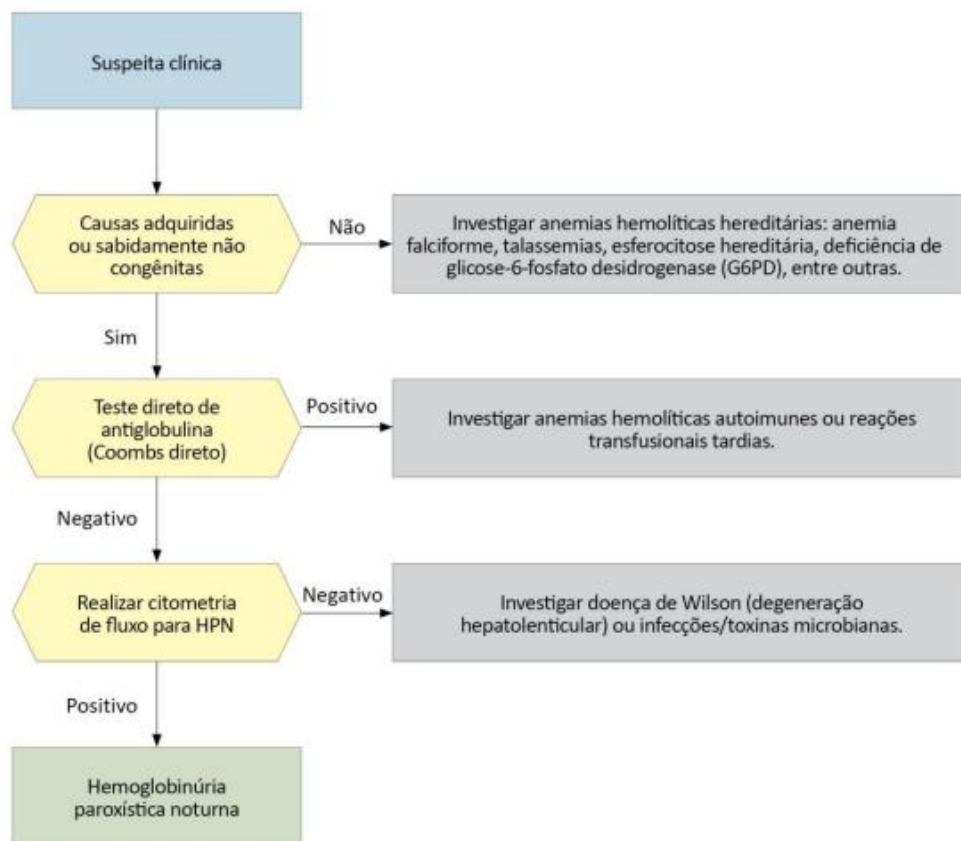 Suspeita clínica
Causas adquiridas
ou sabidamente não
congênitas
Não
Investigar anemias hemolíticas hereditárias: anemia
falciforme, talassemias, esferocitose hereditária, deficiência de
glicose-6-fosfato desidrogenase (G6PD), entre outras.
Sim
Teste direto de
antiglobulina
(Coombs direto)
Positivo
Investigar anemias hemolíticas autoimunes ou reações
transfusionais tardias.
Negativo
Realizar citometria
de fluxo para HPN
Negativo
Investigar doença de Wilson (degeneração
hepatolenticular) ou infecções/toxinas microbianas.
Positivo
Hemoglobinúria
paroxística noturna